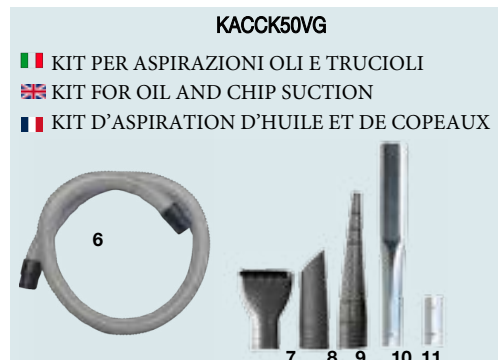 KACCK50VG
KIT PER ASPIRAZIONI OLI E TRUCIOLI
KIT FOR OIL AND CHIP SUCTION
KIT D’ASPIRATION D’HUILE ET DE COPEAUX
6
7 8 9 10 11